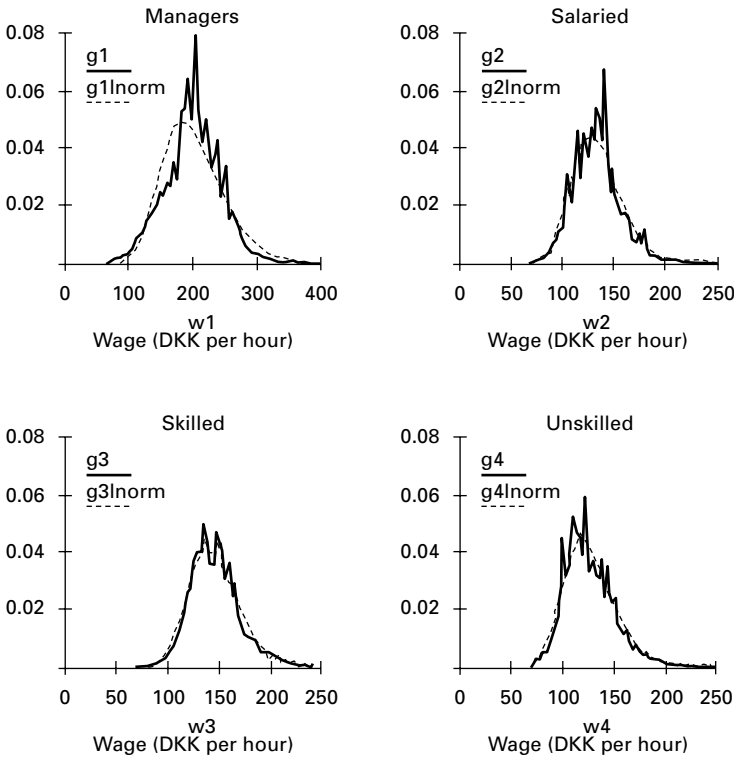 Managers
0.08
g1
g1lnorm
0.06
0.04
0.02
0 100 200 300 400
w1
Wage (DKK per hour)
Salaried
0.08
g2
g2lnorm
0.06
0.04
0.02
0 50 100 150 200 250
w2
Wage (DKK per hour)
Skilled
0.08
g3
g3lnorm
0.06
0.04
0.02
0 50 100 150 200 250
w3
Wage (DKK per hour)
Unskilled
0.08
g4
g4lnorm
0.06
0.04
0.02
0 50 100 150 200 250
w4
Wage (DKK per hour)